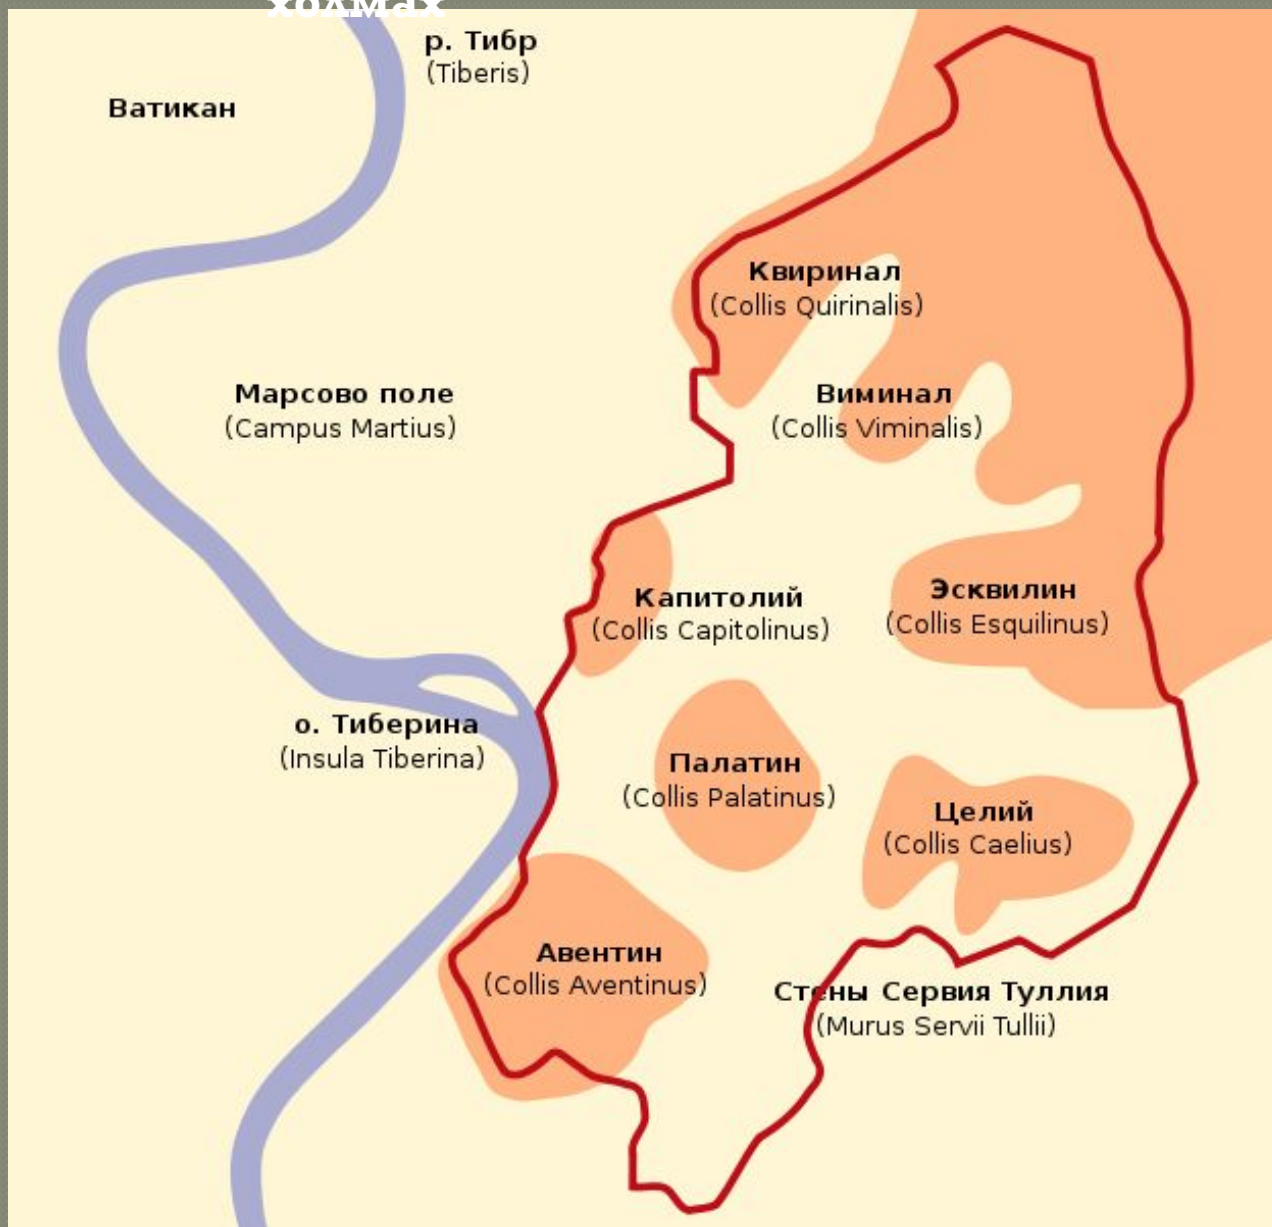 холмах
р. Тибр
(Tiberis)
Ватикан
Квиринал
(Collis Quirinalis)
Марсово поле
(Campus Martius)
Виминал
(Collis Viminalis)
Капитолий
(Collis Capitolinus)
Эсквилин
(Collis Esquilinus)
о. Тиберина
(Insula Tiberina)
Палатин
(Collis Palatinus)
Целий
(Collis Caelius)
Авентин
(Collis Aventinus)
Стены Сервия Туллия
(Murus Servii Tullii)